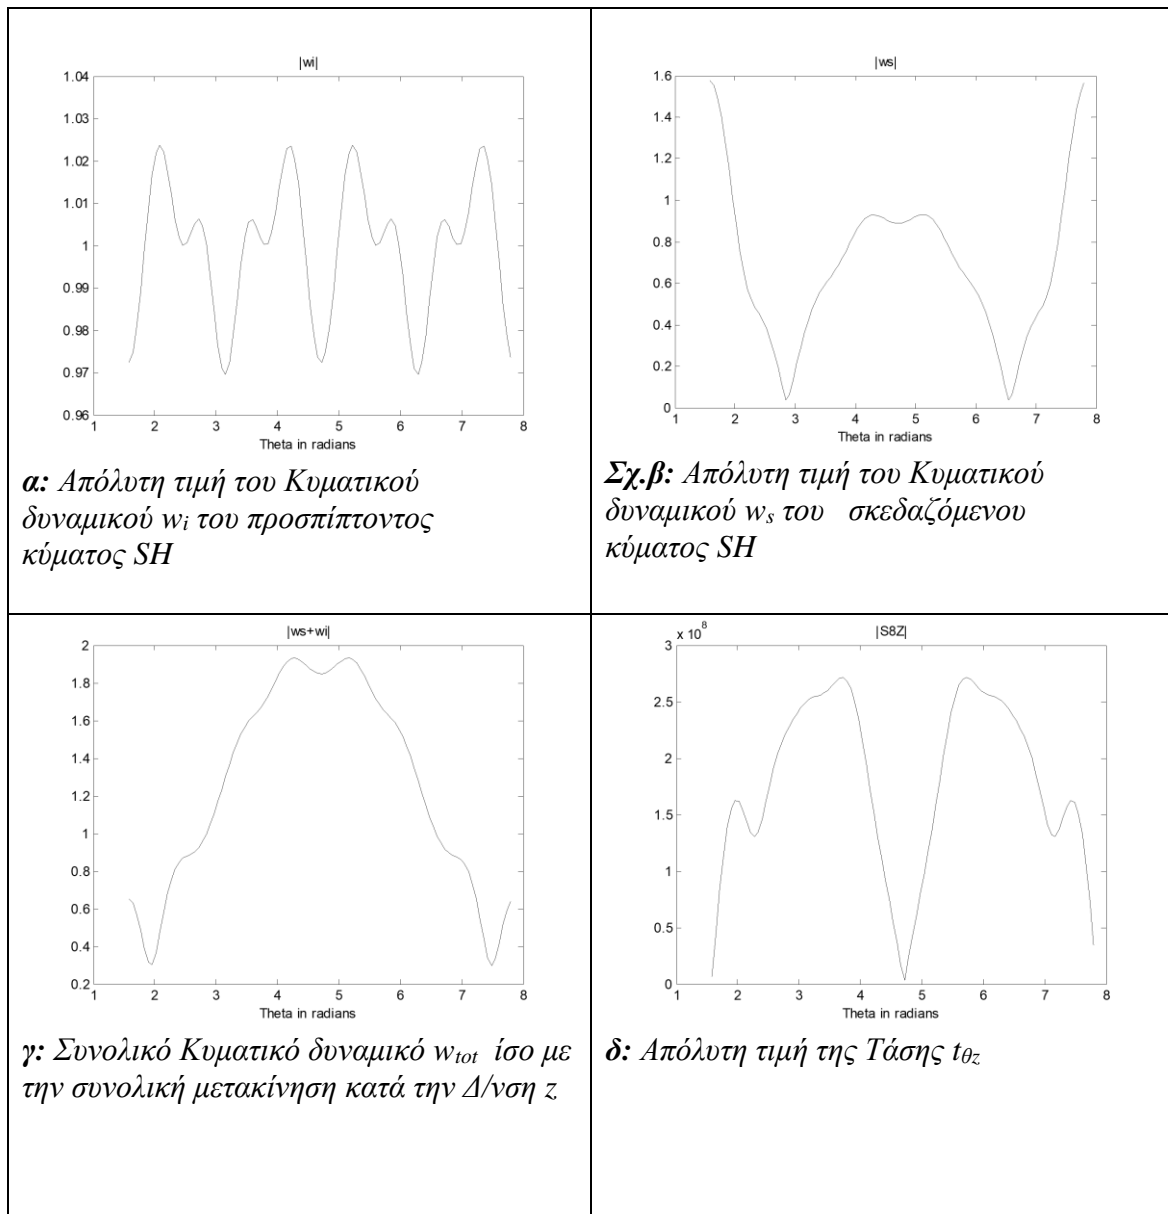 |wi|
1.04
1.03
1.02
1.01
1
0.99
0.98
0.97
0.96
1 2 3 4 5 6 7 8
Theta in radians
α: Απόλυτη τιμή του Κυματικού
δυναμικού wi του προσπίπτοντος
κύματος SH
|ws|
1.6
1.4
1.2
1
0.8
0.6
0.4
0.2
0
1 2 3 4 5 6 7 8
Theta in radians
Σχ.β: Απόλυτη τιμή του Κυματικού
δυναμικού ws του σκεδαζόμενου
κύματος SH
|ws+wi|
2
1.8
1.6
1.4
1.2
1
0.8
0.6
0.4
0.2
1 2 3 4 5 6 7 8
Theta in radians
γ: Συνολικό Κυματικό δυναμικό wtot ίσο με
την συνολική μετακίνηση κατά την Δ/νση z
x 10^8
|S8Z|
3
2.5
2
1.5
1
0.5
0
1 2 3 4 5 6 7 8
Theta in radians
δ: Απόλυτη τιμή της Τάσης tθz